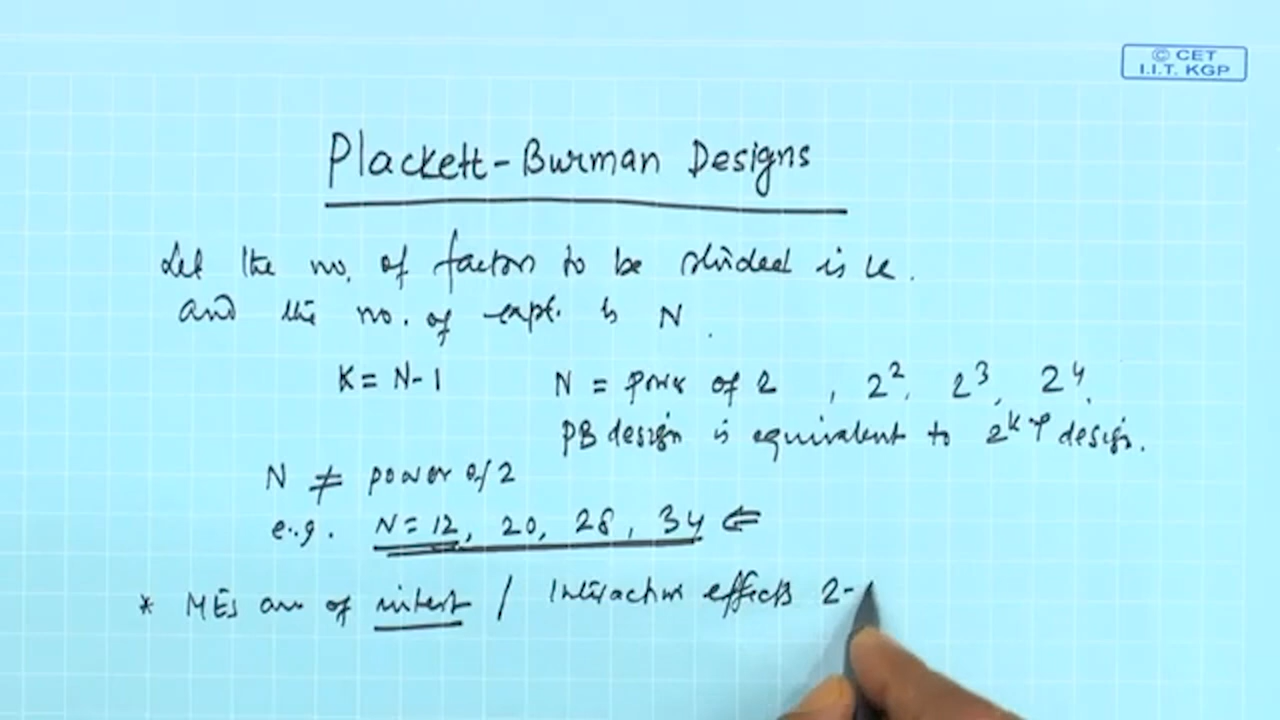 © CET
I.I.T. KGP
Plackett-Burman Designs
Let the no. of factors to be studied is k.
and the no. of expt. is N.
K = N-1 N = power of 2 , 2², 2³, 2⁴.
PB design is equivalent to 2^k-p design.
N ≠ power of 2
e.g. N = 12, 20, 28, 34 ⇐
* MEs are of interest / Interaction effects 2-